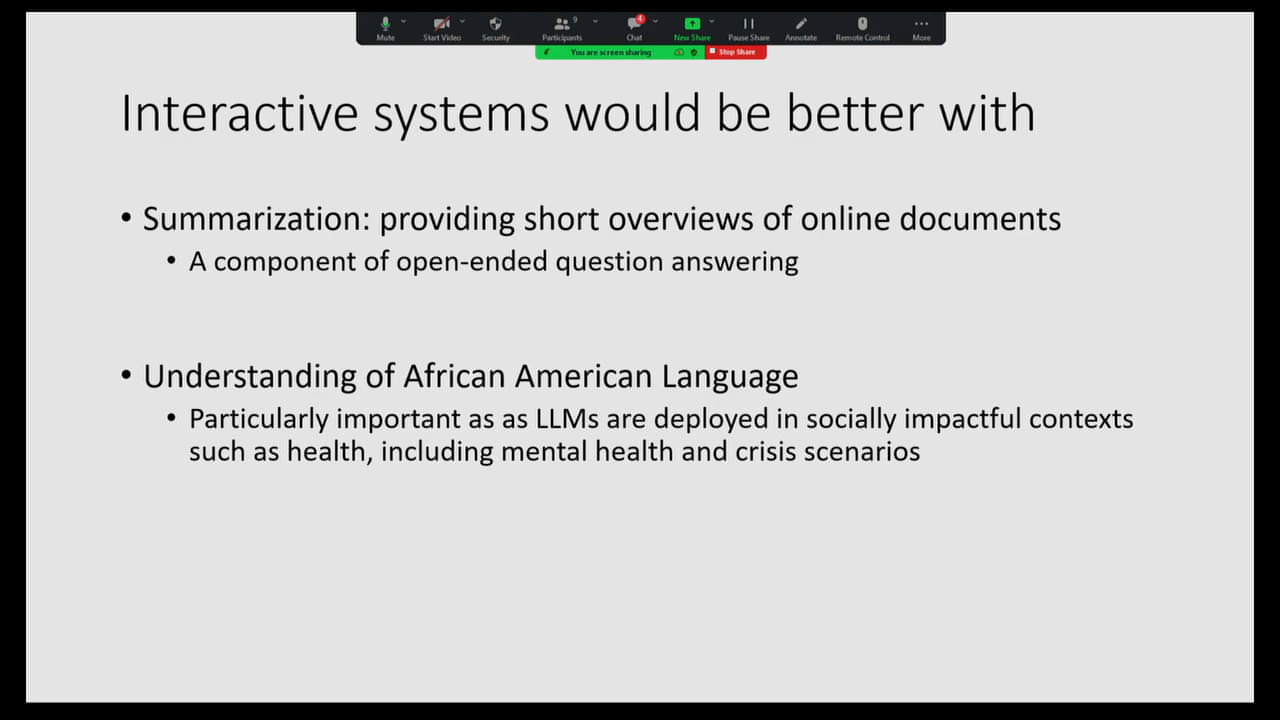 9
4
Mute
Start Video
Security
Participants
Chat
New Share
Pause Share
Annotate
Remote Control
More
You are screen sharing
Stop Share
Interactive systems would be better with
• Summarization: providing short overviews of online documents
• A component of open-ended question answering
• Understanding of African American Language
• Particularly important as as LLMs are deployed in socially impactful contexts
such as health, including mental health and crisis scenarios